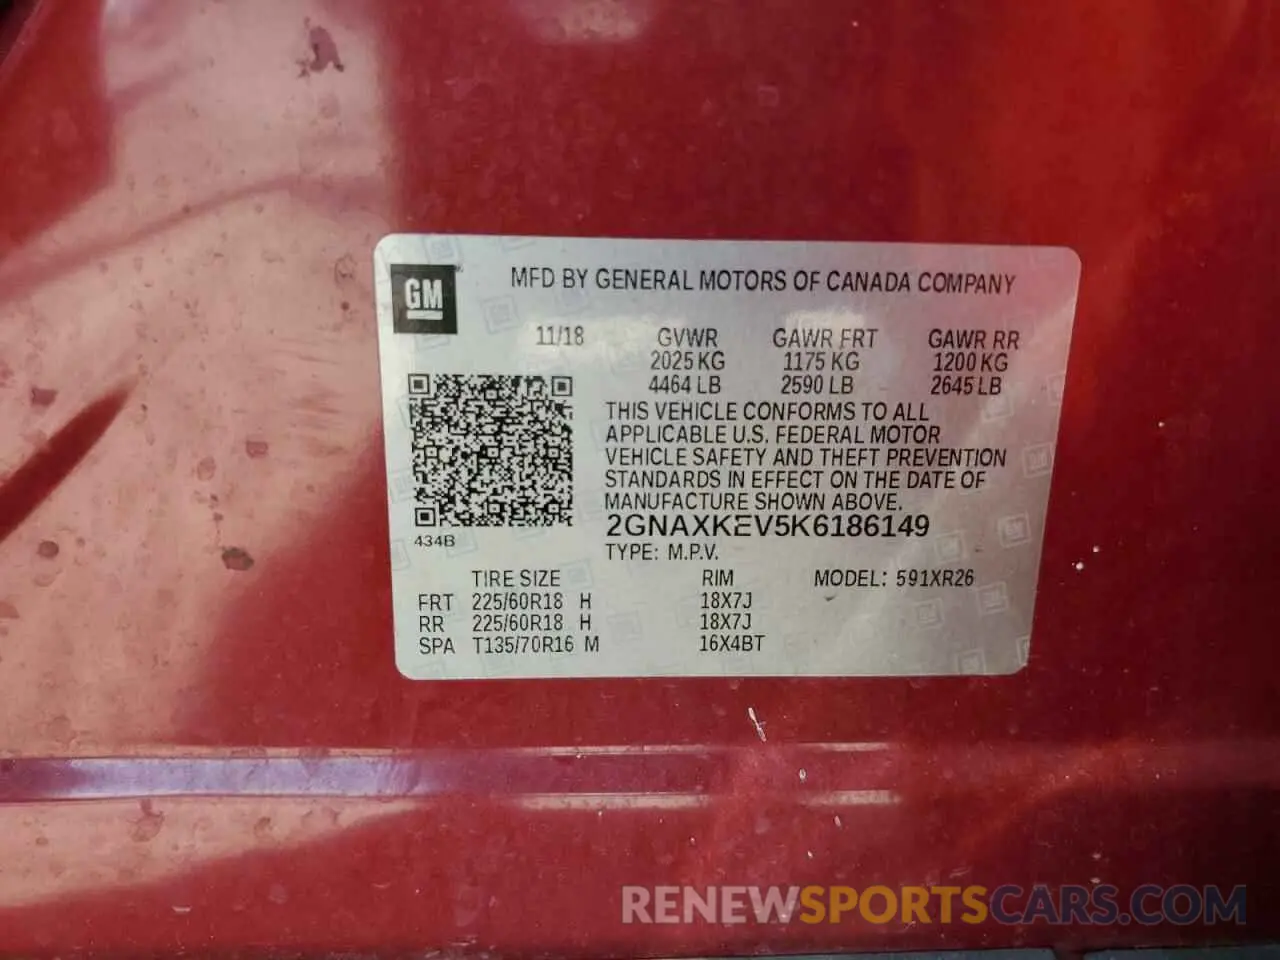 GM
MFD BY GENERAL MOTORS OF CANADA COMPANY
11/18 GVWR GAWR FRT GAWR RR
2025 KG 1175 KG 1200 KG
4464 LB 2590 LB 2645 LB
THIS VEHICLE CONFORMS TO ALL
APPLICABLE U.S. FEDERAL MOTOR
VEHICLE SAFETY AND THEFT PREVENTION
STANDARDS IN EFFECT ON THE DATE OF
MANUFACTURE SHOWN ABOVE.
2GNAXKEV5K6186149
434B
TYPE: M.P.V.
TIRE SIZE RIM MODEL: 591XR26
FRT 225/60R18 H 18X7J
RR 225/60R18 H 18X7J
SPA T135/70R16 M 16X4BT
RENEWSPORTSCARS.COM